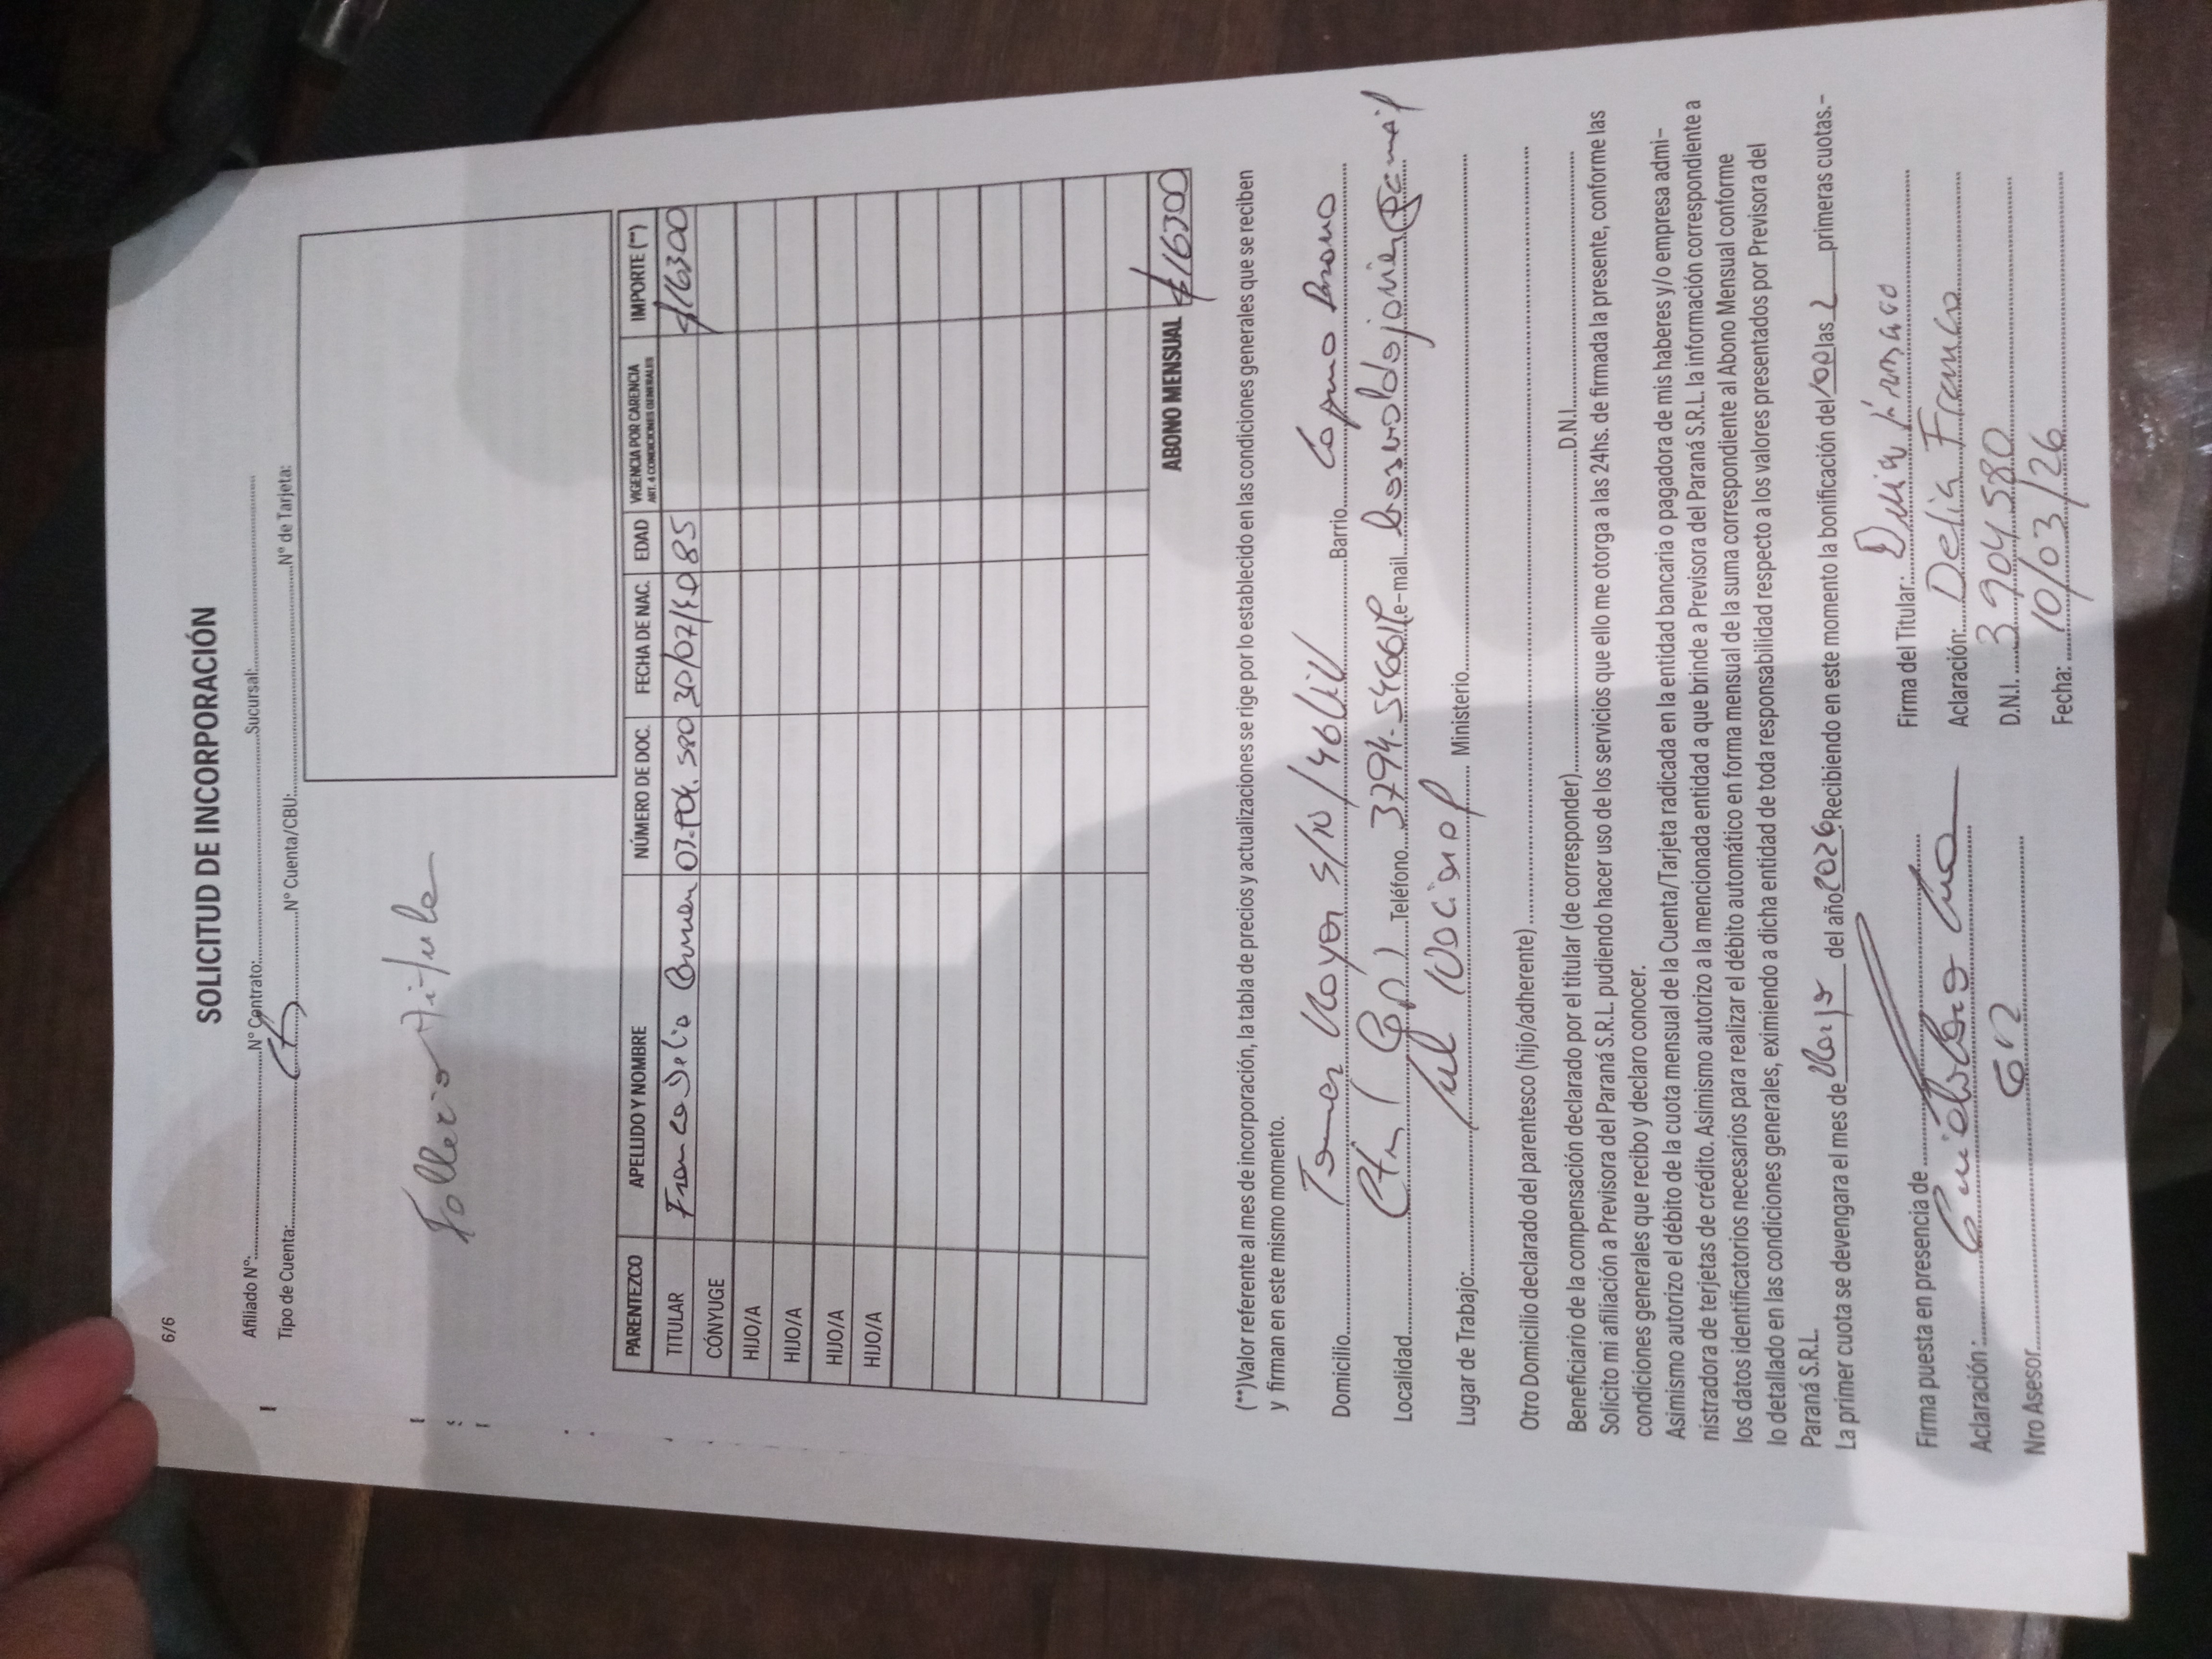 6/6
SOLICITUD DE INCORPORACIÓN
Afiliado Nº: Nº Contrato: Sucursal:
Tipo de Cuenta: Nº Cuenta/CBU: Nº de Tarjeta:
PARENTEZCO APELLIDO Y NOMBRE NÚMERO DE DOC. FECHA DE NAC. EDAD VIGENCIA POR CARENCIA ART. 4 CONDICIONES GENERALES IMPORTE (**)
TITULAR Franco Delia 85 $16300
CÓNYUGE
HIJO/A
HIJO/A
HIJO/A
HIJO/A
ABONO MENSUAL $16300
(**)Valor referente al mes de incorporación, la tabla de precios y actualizaciones se rige por lo establecido en las condiciones generales que se reciben
y firman en este mismo momento.
Domicilio Barrio
Localidad Teléfono e-mail
Lugar de Trabajo: Ministerio
Otro Domicilio declarado del parentesco (hijo/adherente)
Beneficiario de la compensación declarado por el titular (de corresponder) D.N.I.
Solicito mi afiliación a Previsora del Paraná S.R.L. pudiendo hacer uso de los servicios que ello me otorga a las 24hs. de firmada la presente, conforme las
condiciones generales que recibo y declaro conocer.
Asimismo autorizo el débito de la cuota mensual de la Cuenta/Tarjeta radicada en la entidad bancaria o pagadora de mis haberes y/o empresa admi-
nistradora de terjetas de crédito. Asimismo autorizo a la mencionada entidad a que brinde a Previsora del Paraná S.R.L. la información correspondiente a
los datos identificatorios necesarios para realizar el débito automático en forma mensual de la suma correspondiente al Abono Mensual conforme
lo detallado en las condiciones generales, eximiendo a dicha entidad de toda responsabilidad respecto a los valores presentados por Previsora del
Paraná S.R.L.
La primer cuota se devengara el mes de Marzo del año 2026 Recibiendo en este momento la bonificación del 100 las 2 primeras cuotas.-
Firma puesta en presencia de Firma del Titular:
Aclaración: Aclaración: Delia Franco
Nro Asesor D.N.I. 3904580
Fecha: 10/03/26